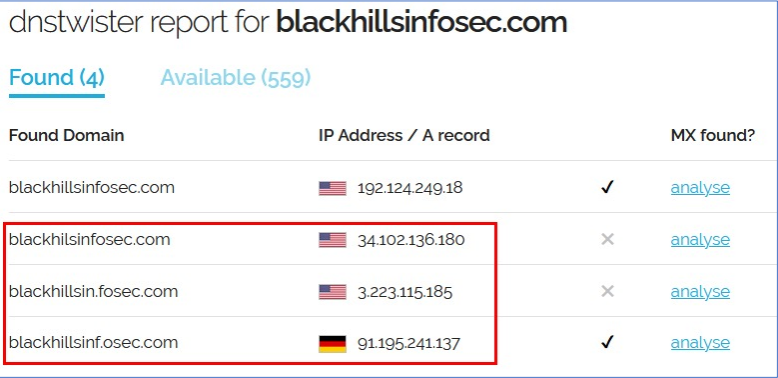 dnstwister report for blackhillsinfosec.com
Found (4) Available (559)
Found Domain IP Address / A record MX found?
blackhillsinfosec.com 192.124.249.18 ✔ analyse
blackhilsinfosec.com 34.102.136.180 ✕ analyse
blackhillsin.fosec.com 3.223.115.185 ✕ analyse
blackhillsinf.osec.com 91.195.241.137 ✔ analyse